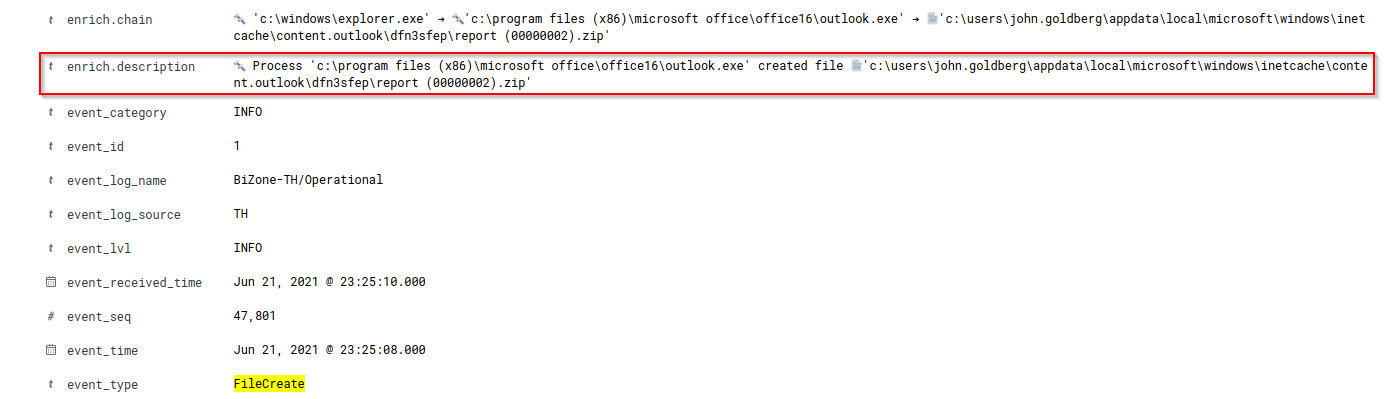 t enrich.chain 'c:\windows\explorer.exe' → 'c:\program files (x86)\microsoft office\office16\outlook.exe' → 'c:\users\john.goldberg\appdata\local\microsoft\windows\inet
cache\content.outlook\dfn3sfep\report (00000002).zip'
t enrich.description Process 'c:\program files (x86)\microsoft office\office16\outlook.exe' created file 'c:\users\john.goldberg\appdata\local\microsoft\windows\inetcache\conte
nt.outlook\dfn3sfep\report (00000002).zip'
t event_category INFO
t event_id 1
t event_log_name BiZone-TH/Operational
t event_log_source TH
t event_lvl INFO
event_received_time Jun 21, 2021 @ 23:25:10.000
# event_seq 47,801
event_time Jun 21, 2021 @ 23:25:08.000
t event_type FileCreate